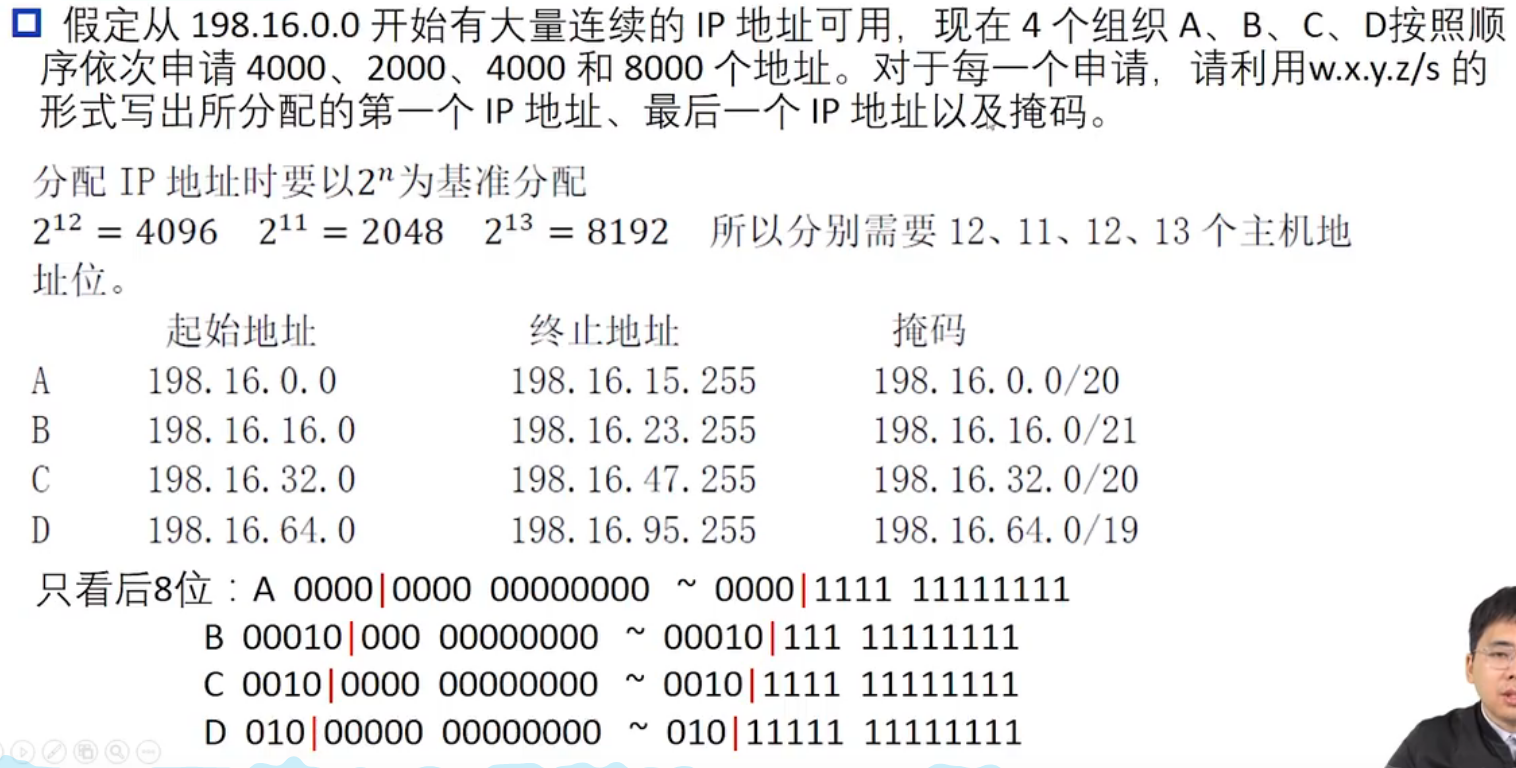 假定从 198.16.0.0 开始有大量连续的 IP 地址可用，现在 4 个组织 A、B、C、D按照顺
序依次申请 4000、2000、4000 和 8000 个地址。对于每一个申请，请利用w.x.y.z/s 的
形式写出所分配的第一个 IP 地址、最后一个 IP 地址以及掩码。
分配 IP 地址时要以2ⁿ为基准分配
2¹² = 4096 2¹¹ = 2048 2¹³ = 8192 所以分别需要 12、11、12、13 个主机地
址位。
起始地址 终止地址 掩码
A 198.16.0.0 198.16.15.255 198.16.0.0/20
B 198.16.16.0 198.16.23.255 198.16.16.0/21
C 198.16.32.0 198.16.47.255 198.16.32.0/20
D 198.16.64.0 198.16.95.255 198.16.64.0/19
只看后8位：A 0000|0000 00000000 ~ 0000|1111 11111111
B 00010|000 00000000 ~ 00010|111 11111111
C 0010|0000 00000000 ~ 0010|1111 11111111
D 010|00000 00000000 ~ 010|11111 11111111